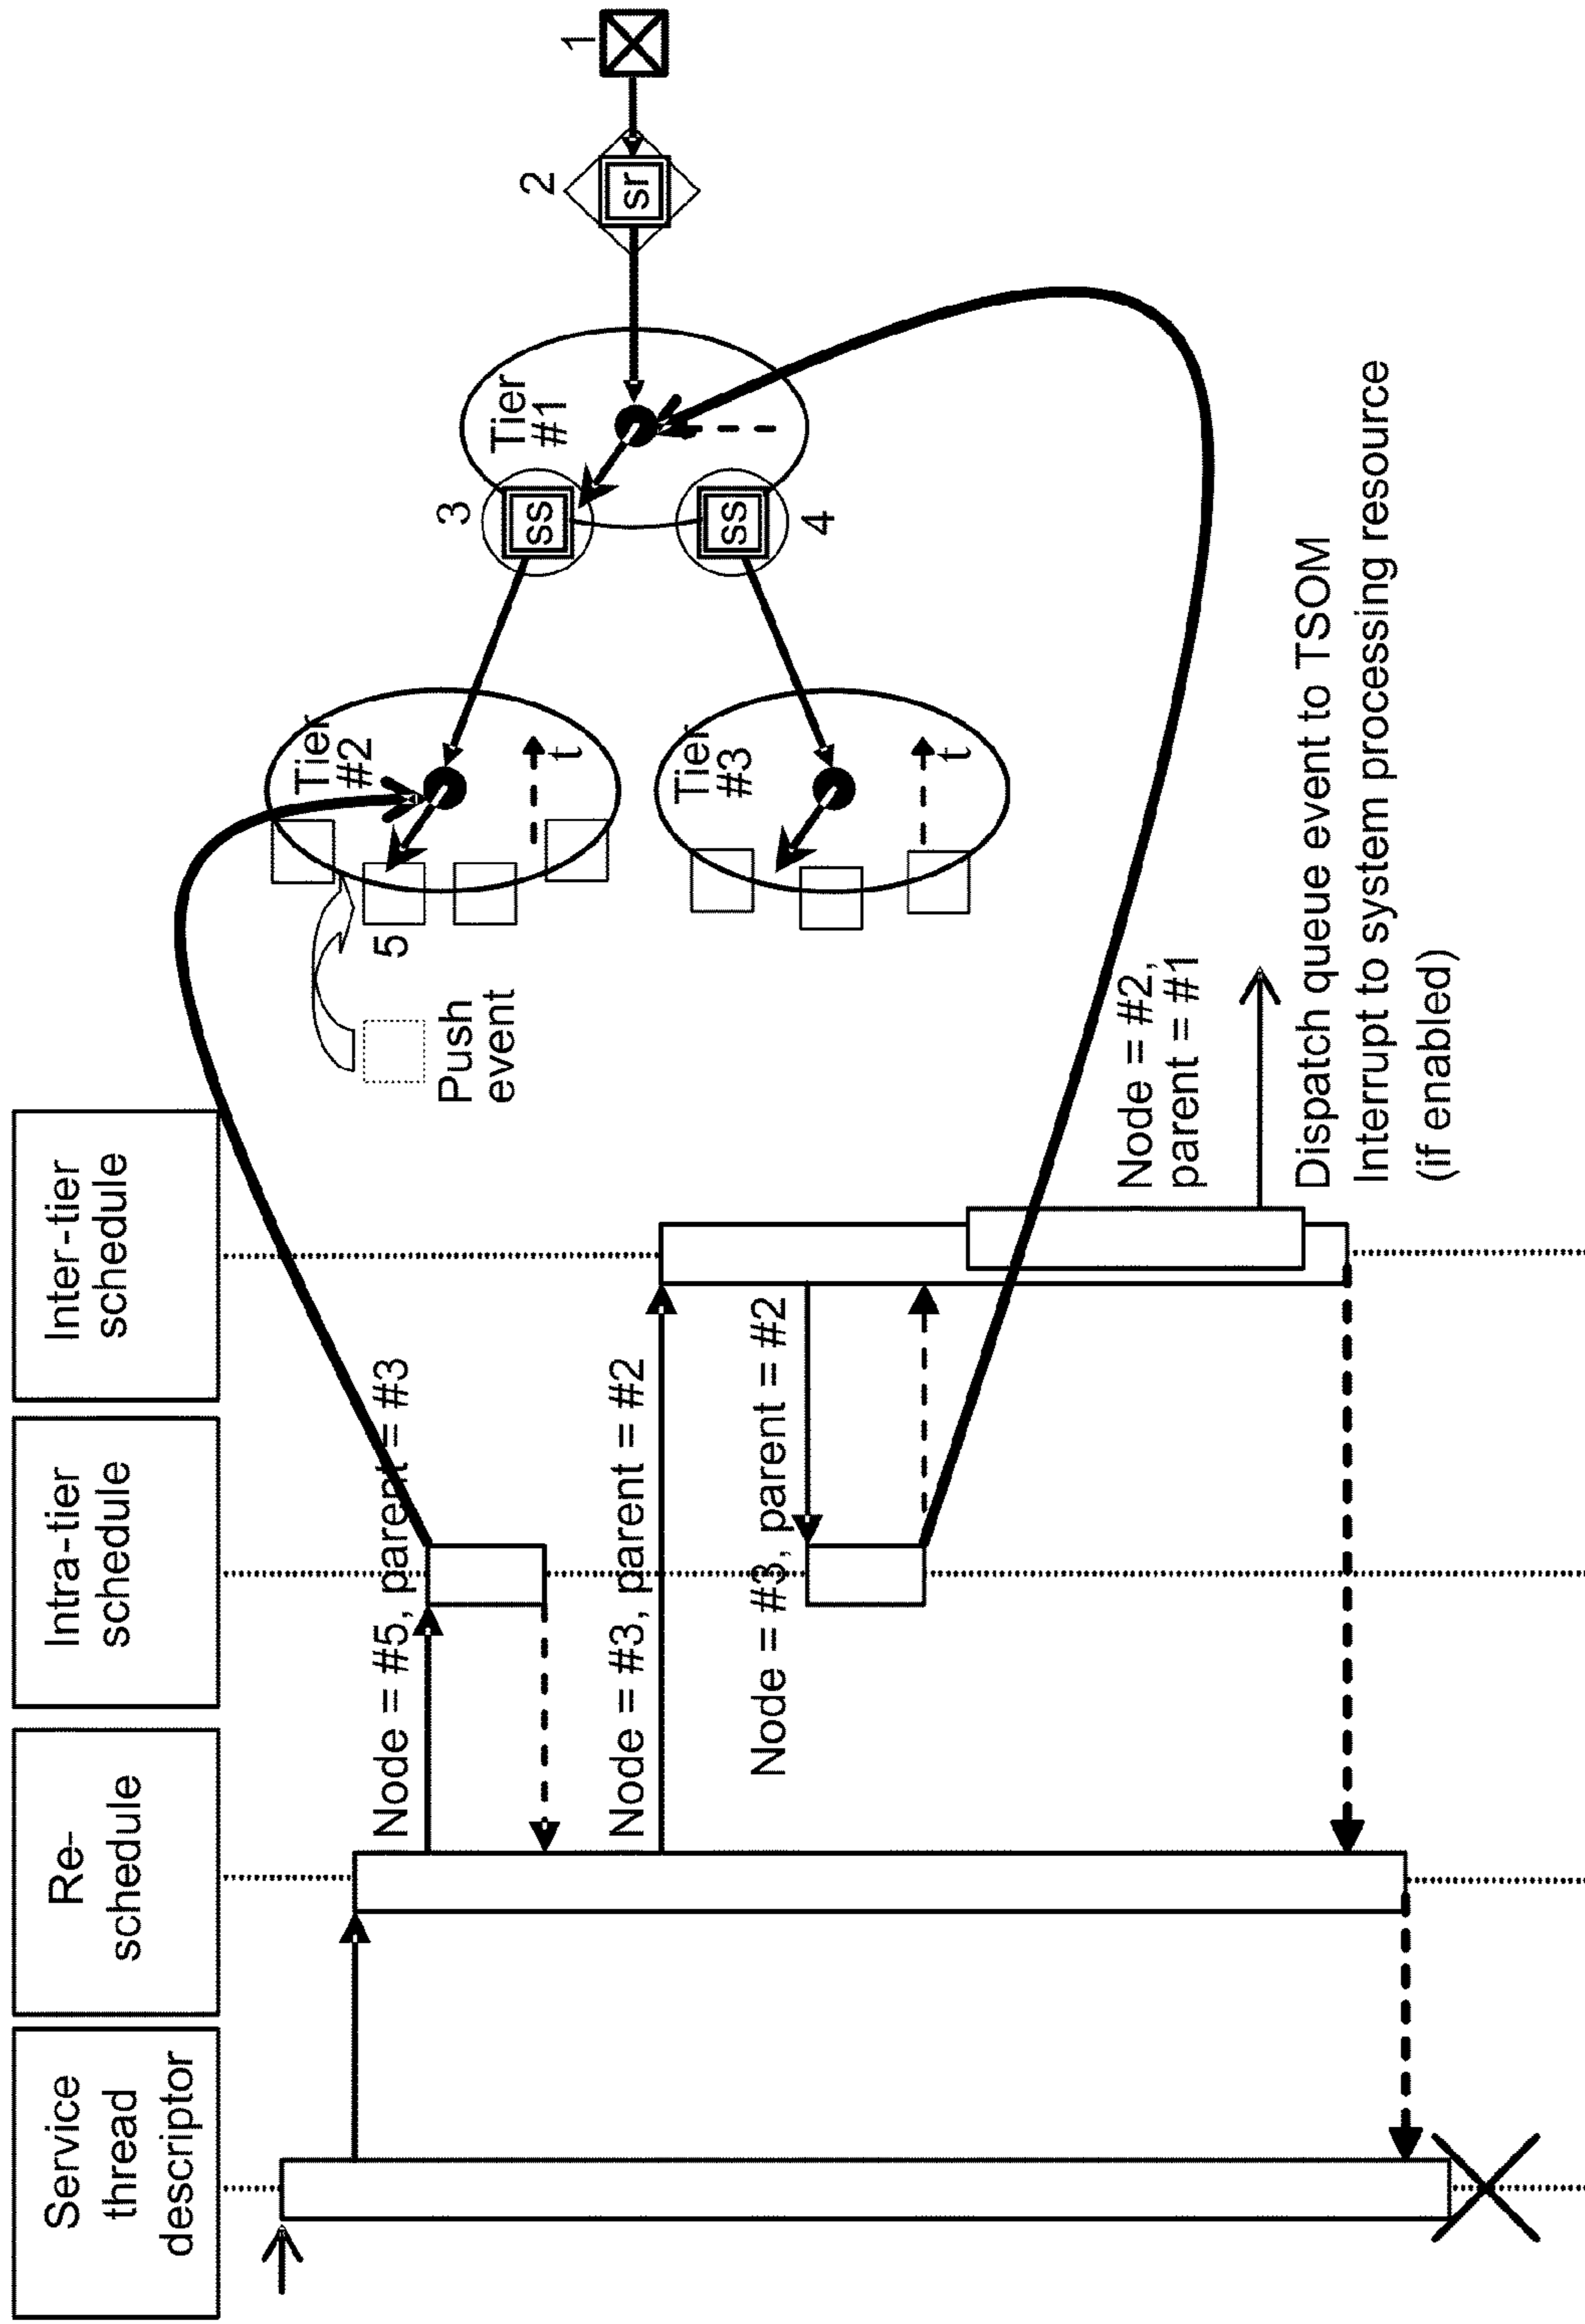 Service
thread
descriptor
Re-
schedule
Intra-tier
schedule
Inter-tier
schedule
Node = #5, parent = #3
Node = #3, parent = #2
Node = #3, parent = #2
Node = #2,
parent = #1
Dispatch queue event to TSOM
Interrupt to system processing resource
(if enabled)
Push
event
5
Tier
#2
t
Tier
#3
t
3
ss
ss
4
Tier
#1
2
sr
1